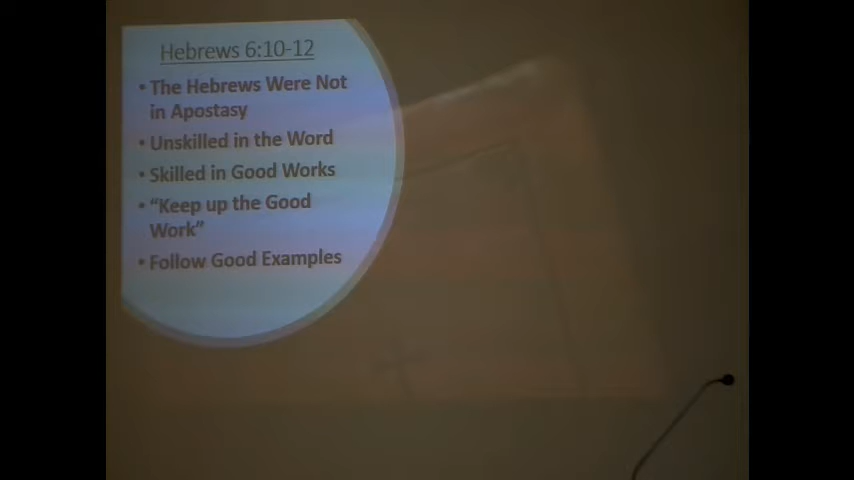 Hebrews 6:10-12
• The Hebrews Were Not
in Apostasy
• Unskilled in the Word
• Skilled in Good Works
• “Keep up the Good
Work”
• Follow Good Examples